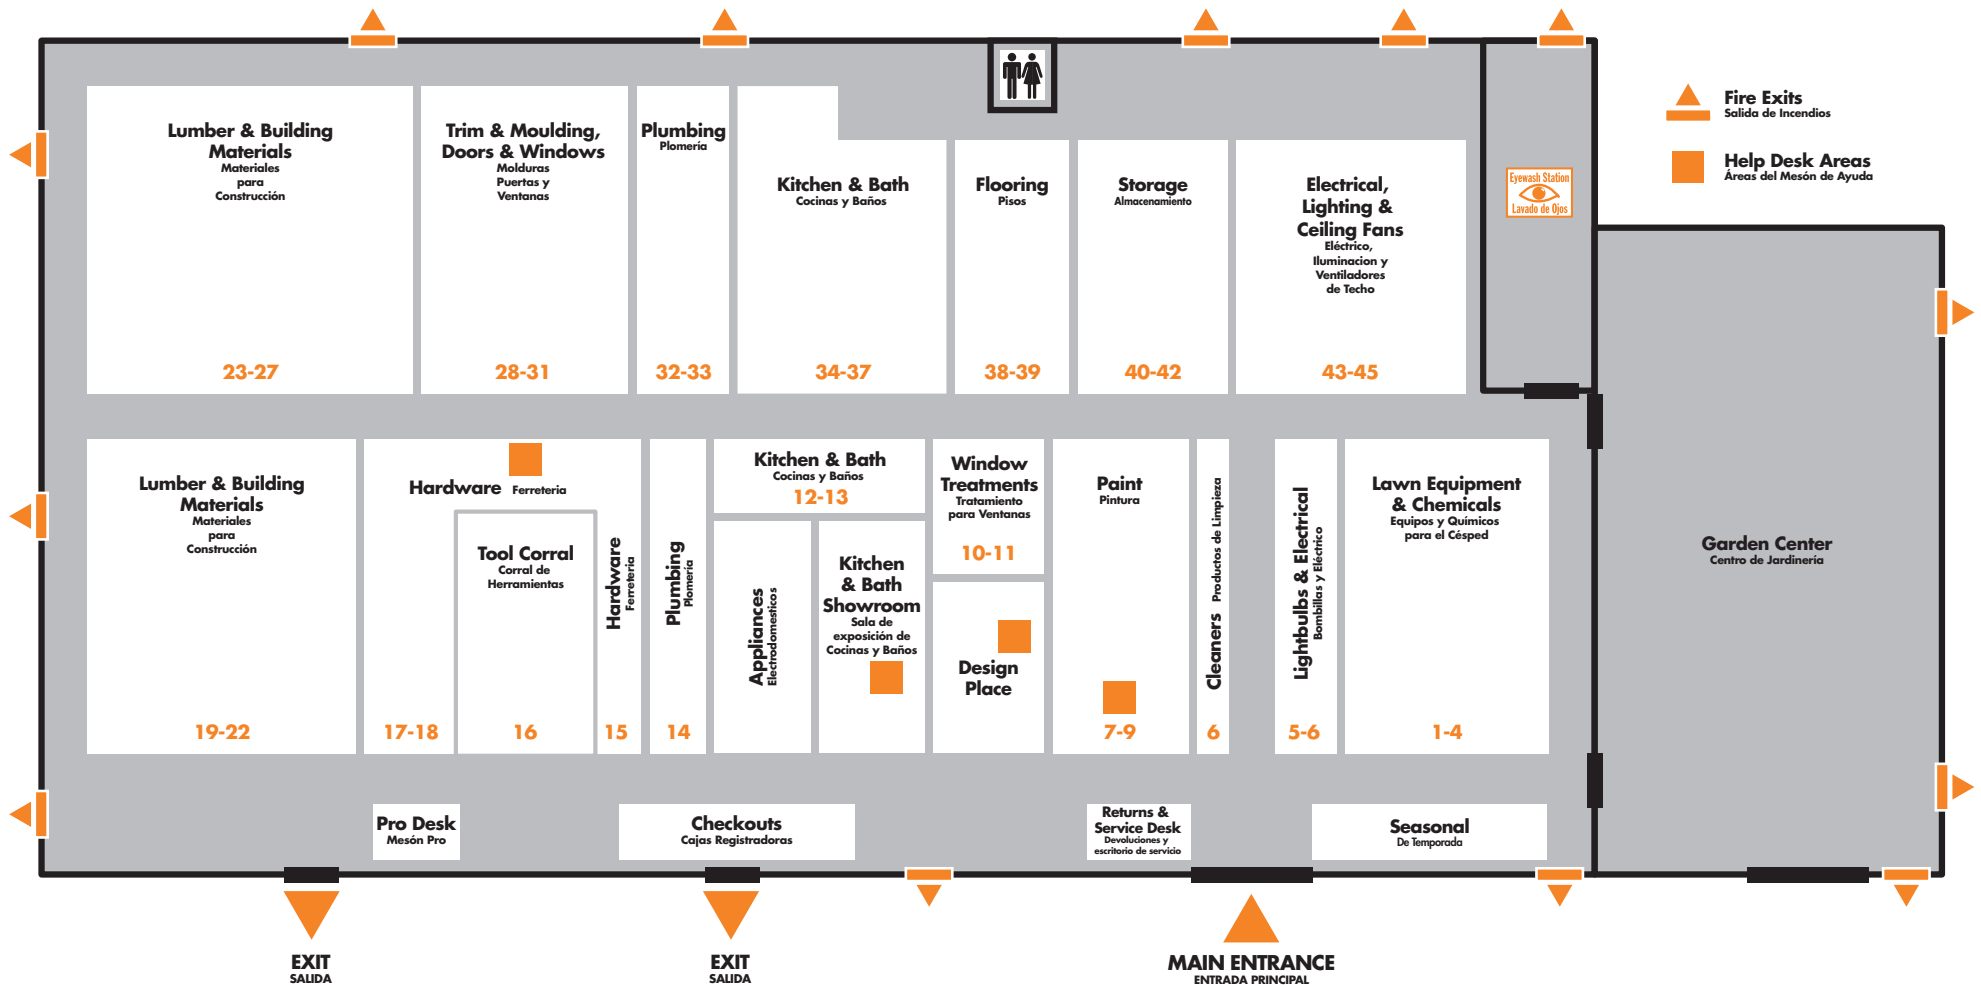 Fire Exits
Salida de Incendios
Help Desk Areas
Áreas del Mesón de Ayuda
Lumber & Building
Materials
Materiales
para
Construcción
23-27
Trim & Moulding,
Doors & Windows
Molduras
Puertas y
Ventanas
28-31
Plumbing
Plomería
32-33
Kitchen & Bath
Cocinas y Baños
34-37
Flooring
Pisos
38-39
Storage
Almacenamiento
40-42
Electrical,
Lighting &
Ceiling Fans
Eléctrico,
Iluminacion y
Ventiladores
de Techo
43-45
Eyewash Station
Lavado de Ojos
Lumber & Building
Materials
Materiales
para
Construcción
19-22
Hardware Ferreteria
17-18
Tool Corral
Corral de
Herramientas
16
Hardware
Ferreteria
15
Plumbing
Plomería
14
Kitchen & Bath
Cocinas y Baños
12-13
Appliances
Electrodomesticos
Kitchen
& Bath
Showroom
Sala de
exposición de
Cocinas y Baños
Window
Treatments
Tratamiento
para Ventanas
10-11
Design
Place
Paint
Pintura
7-9
Cleaners Productos de Limpieza
6
Lightbulbs & Electrical
Bombillas y Eléctrico
5-6
Lawn Equipment
& Chemicals
Equipos y Químicos
para el Césped
1-4
Garden Center
Centro de Jardinería
Pro Desk
Mesón Pro
Checkouts
Cajas Registradoras
Returns &
Service Desk
Devoluciones y
escritorio de servicio
Seasonal
De Temporada
EXIT
SALIDA
EXIT
SALIDA
MAIN ENTRANCE
ENTRADA PRINCIPAL